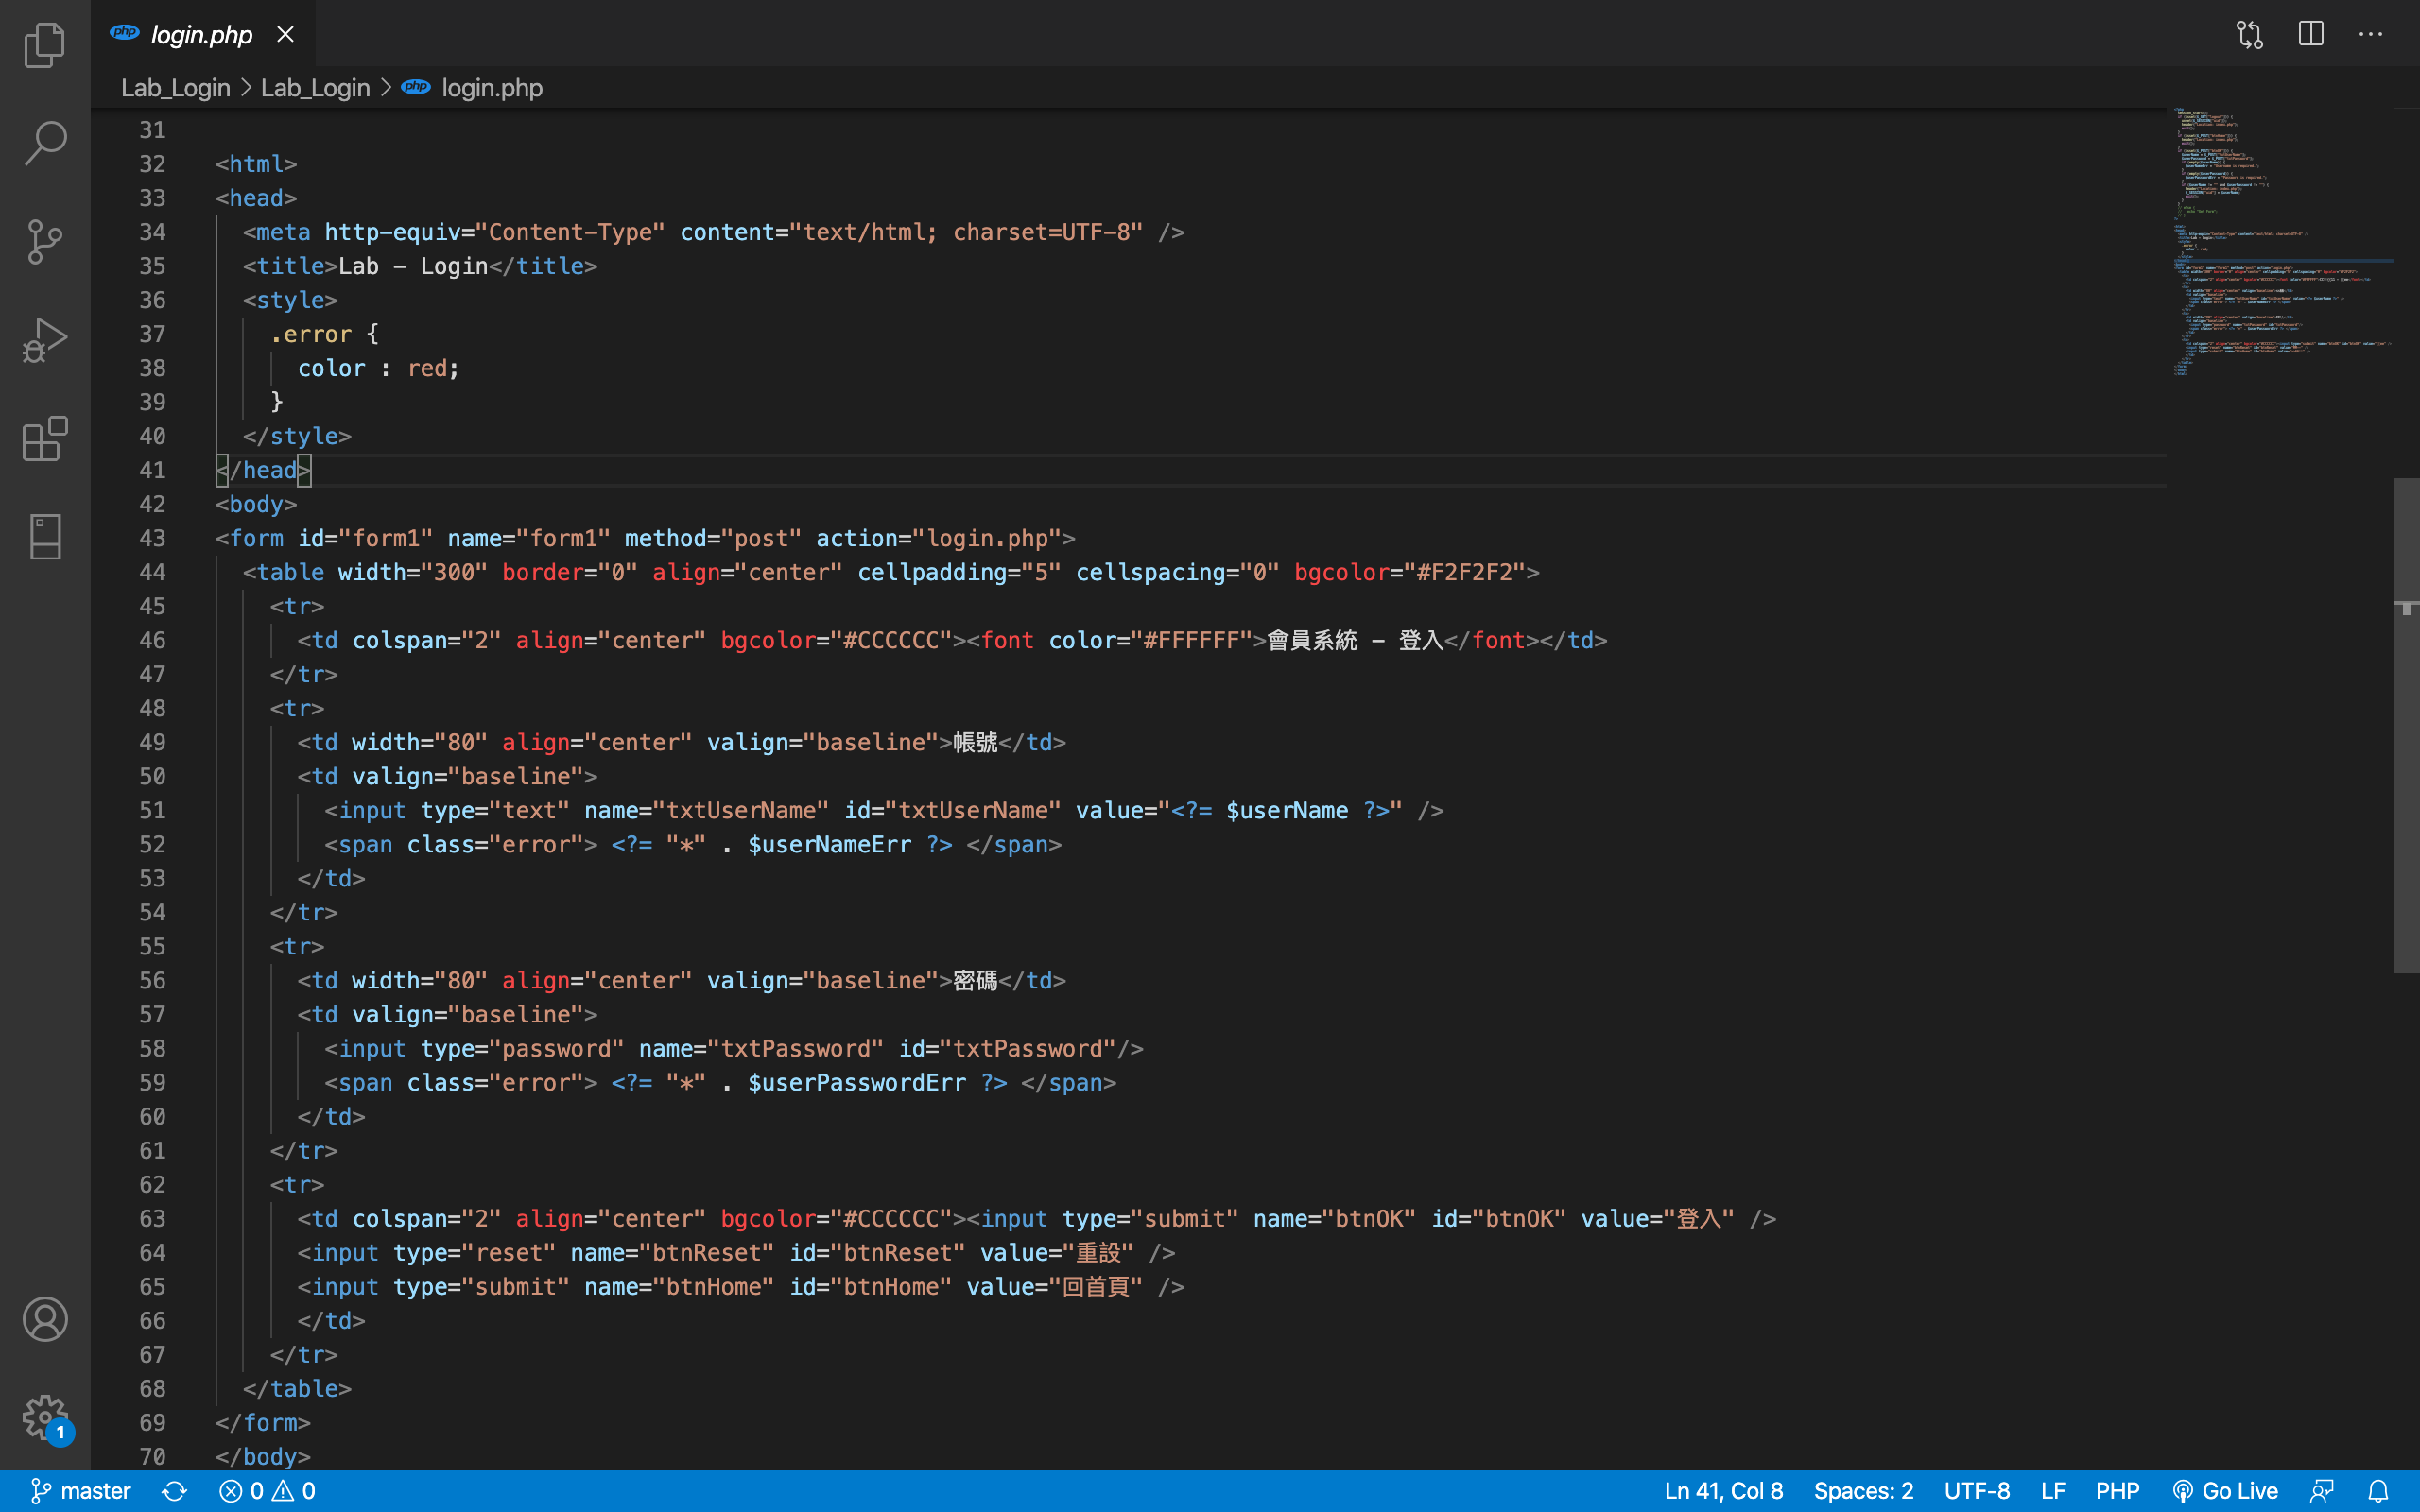 login.php
Lab_Login > Lab_Login > login.php
31
32 <html>
33 <head>
34 <meta http-equiv="Content-Type" content="text/html; charset=UTF-8" />
35 <title>Lab - Login</title>
36 <style>
37 .error {
38 color : red;
39 }
40 </style>
41 </head>
42 <body>
43 <form id="form1" name="form1" method="post" action="login.php">
44 <table width="300" border="0" align="center" cellpadding="5" cellspacing="0" bgcolor="#F2F2F2">
45 <tr>
46 <td colspan="2" align="center" bgcolor="#CCCCCC"><font color="#FFFFFF">會員系統 - 登入</font></td>
47 </tr>
48 <tr>
49 <td width="80" align="center" valign="baseline">帳號</td>
50 <td valign="baseline">
51 <input type="text" name="txtUserName" id="txtUserName" value="<?= $userName ?>" />
52 <span class="error"> <?= "*" . $userNameErr ?> </span>
53 </td>
54 </tr>
55 <tr>
56 <td width="80" align="center" valign="baseline">密碼</td>
57 <td valign="baseline">
58 <input type="password" name="txtPassword" id="txtPassword"/>
59 <span class="error"> <?= "*" . $userPasswordErr ?> </span>
60 </td>
61 </tr>
62 <tr>
63 <td colspan="2" align="center" bgcolor="#CCCCCC"><input type="submit" name="btnOK" id="btnOK" value="登入" />
64 <input type="reset" name="btnReset" id="btnReset" value="重設" />
65 <input type="submit" name="btnHome" id="btnHome" value="回首頁" />
66 </td>
67 </tr>
68 </table>
69 </form>
70 </body>
1
master 0 0 Ln 41, Col 8 Spaces: 2 UTF-8 LF PHP Go Live